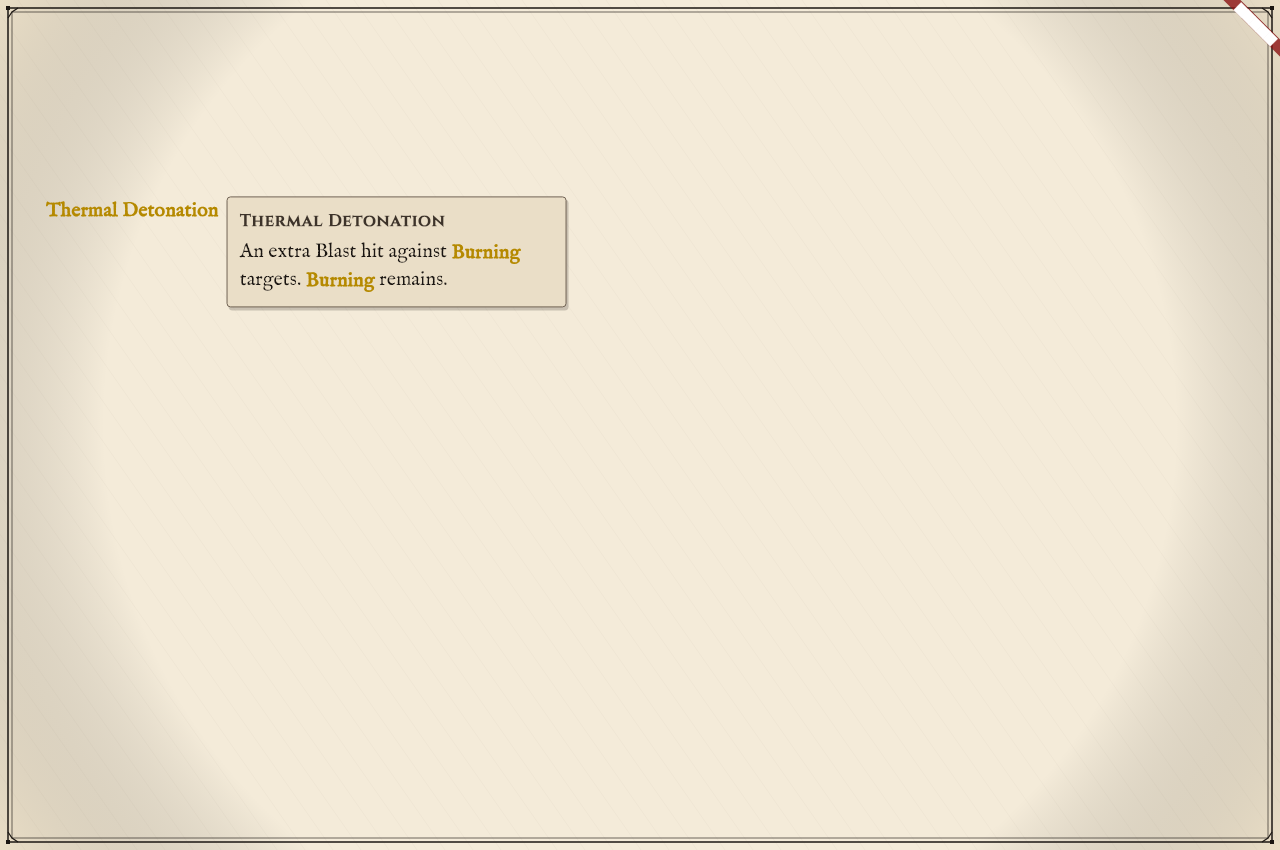 Thermal Detonation
Thermal Detonation
An extra Blast hit against Burning
targets. Burning remains.